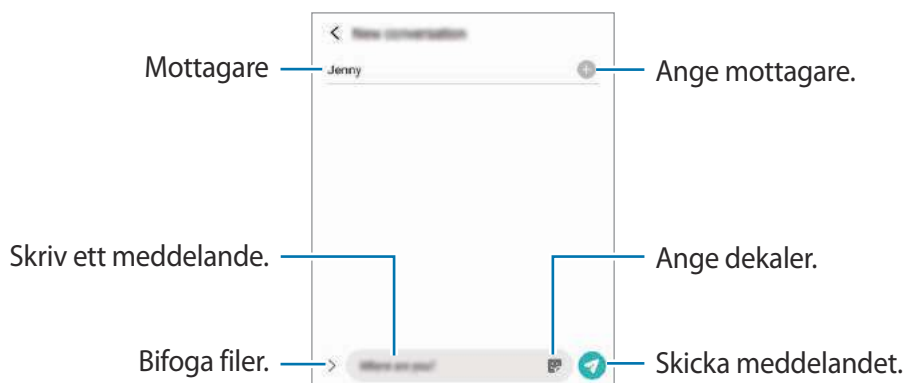 New conversation
Mottagare
Jenny
Ange mottagare.
Skriv ett meddelande.
Ange dekaler.
Bifoga filer.
Where are you?
Skicka meddelandet.